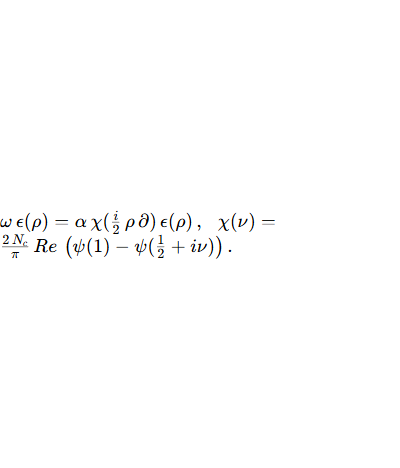 ω ϵ(ρ) = α χ(i/2 ρ ∂) ϵ(ρ) ,   χ(ν) =
2 N_c/π Re (ψ(1) − ψ(1/2 + iν)) .